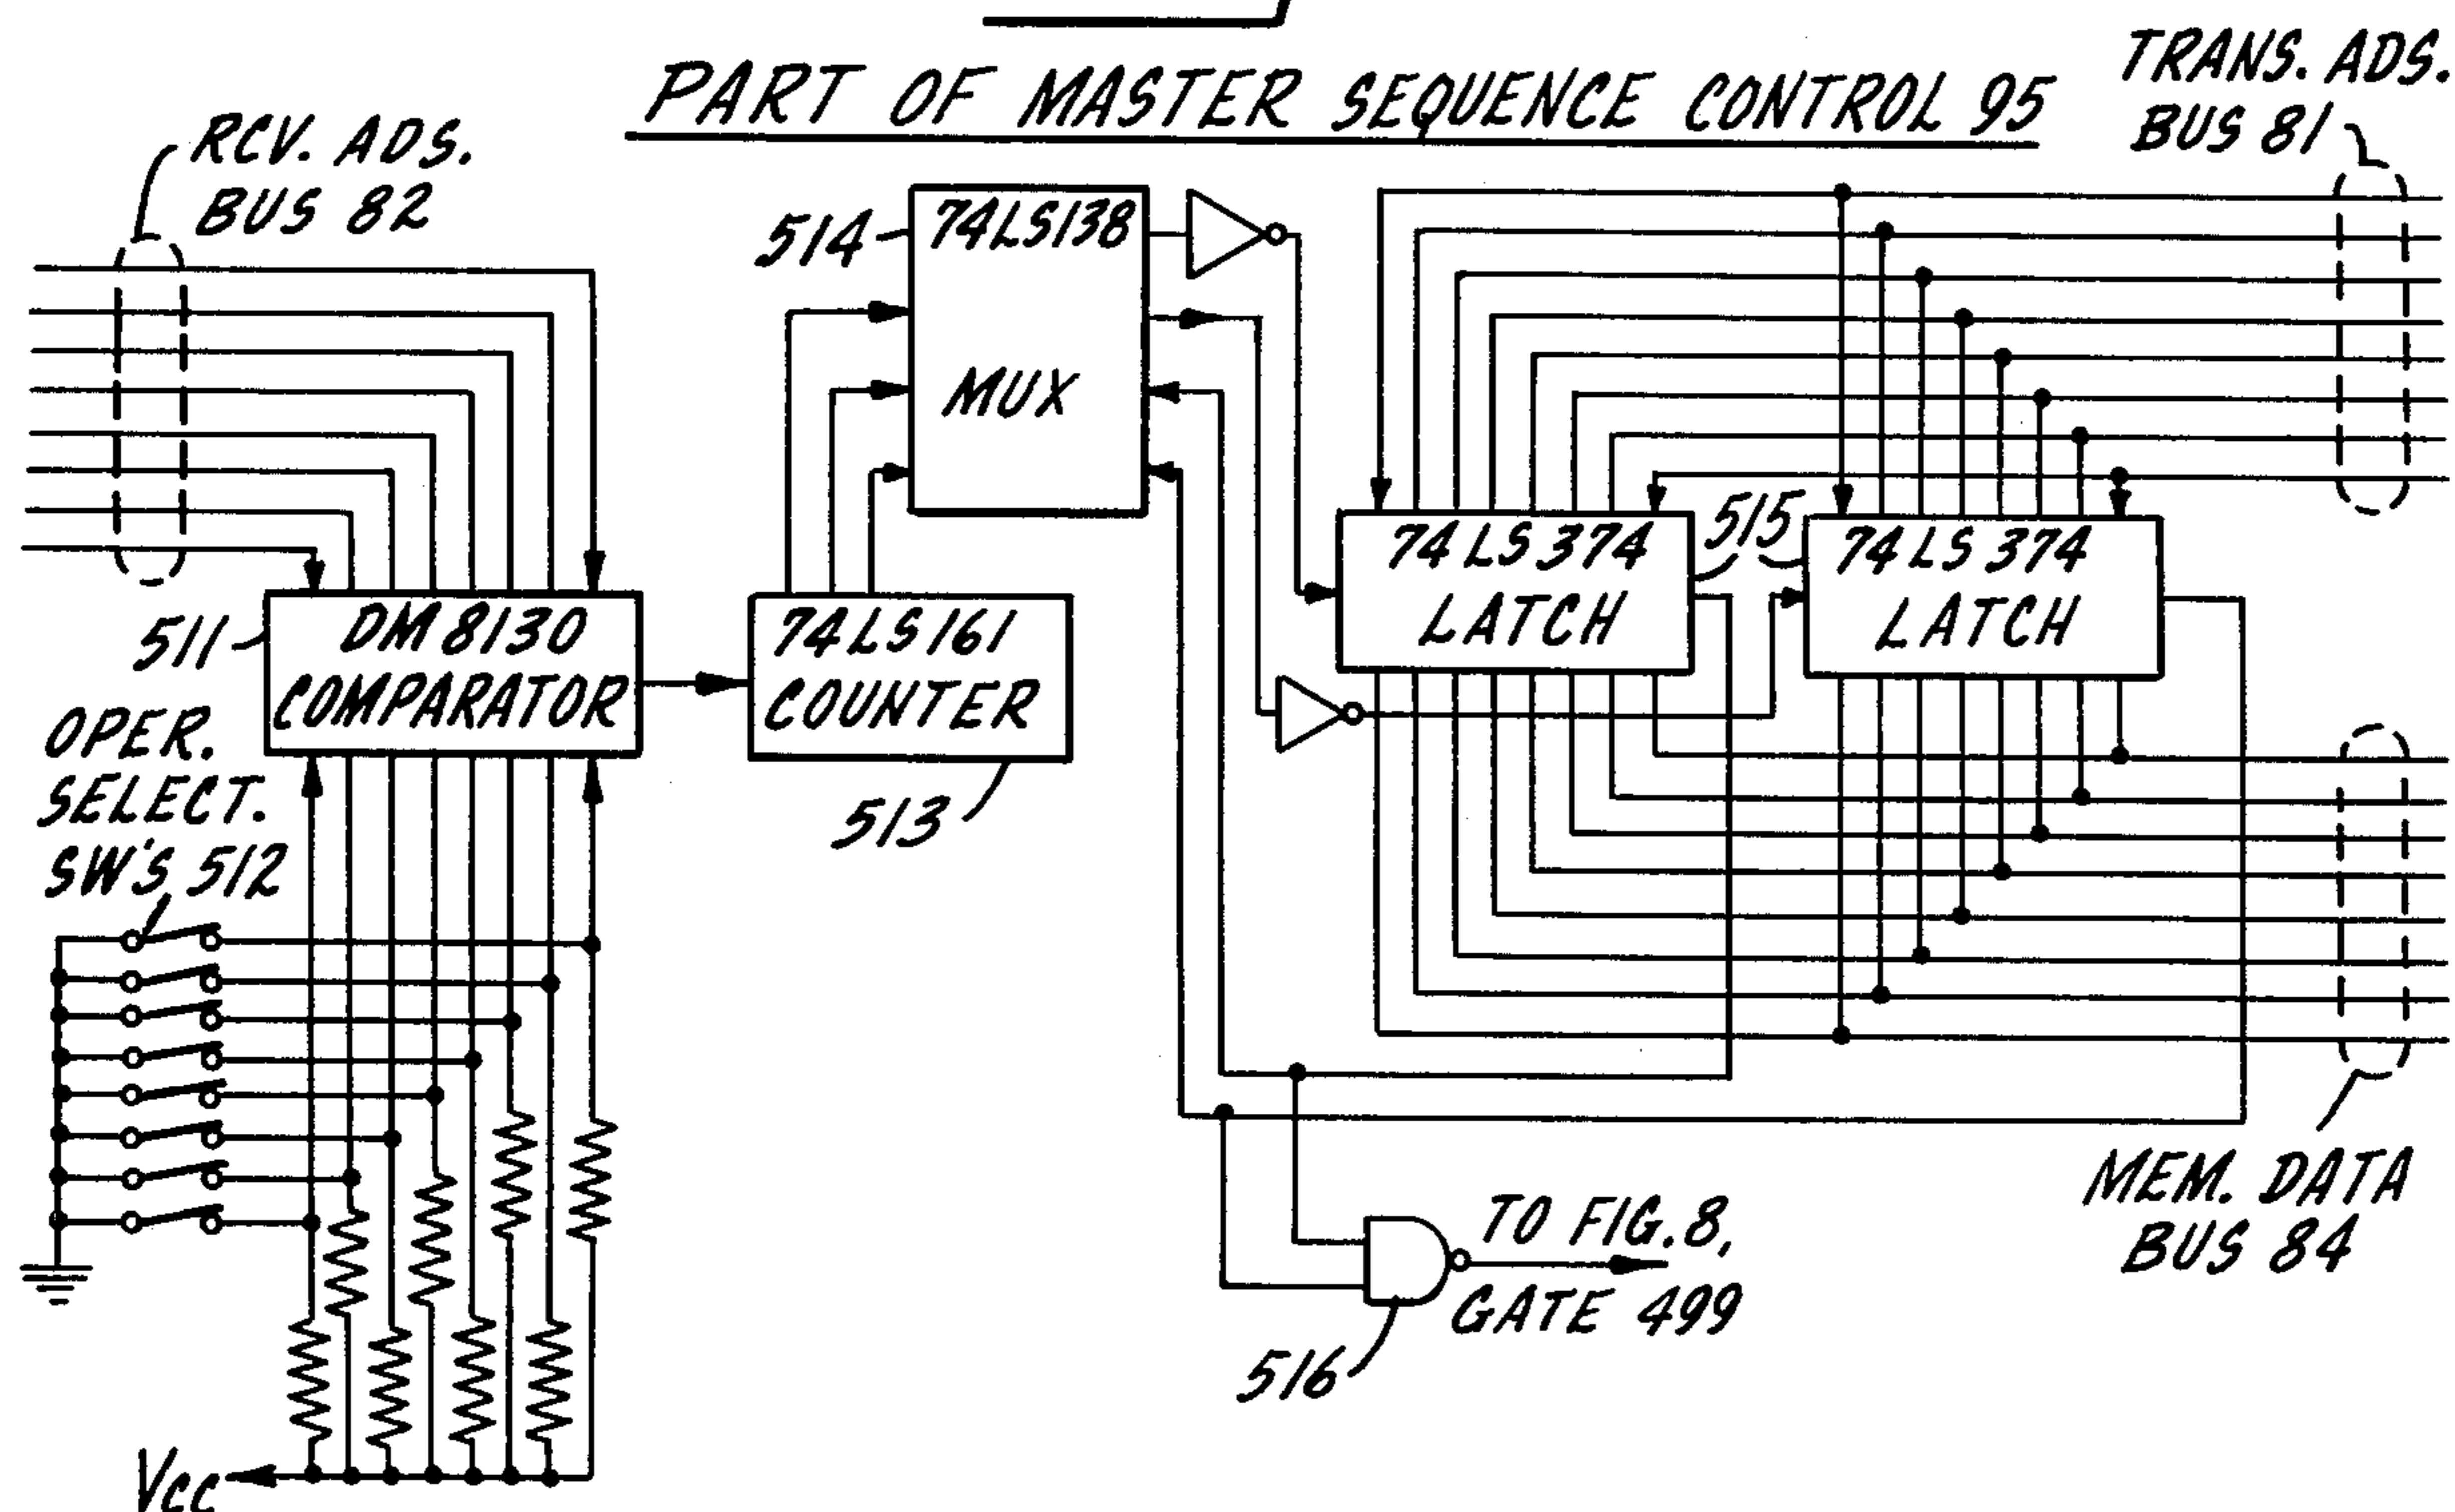 PART OF MASTER SEQUENCE CONTROL 95
TRANS. ADS.
BUS 81
RCV. ADS.
BUS 82
514
74LS138
MUX
511
DM8130
COMPARATOR
74LS161
COUNTER
513
74LS374
LATCH
515
74LS374
LATCH
OPER.
SELECT.
SW'S 512
MEM. DATA
BUS 84
TO FIG. 8,
GATE 499
516
Vcc